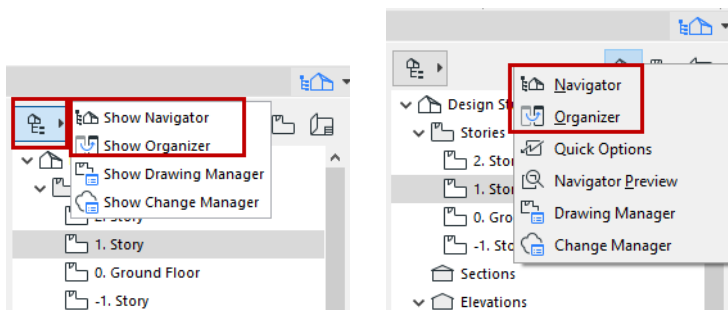 Show Navigator
Show Organizer
Show Drawing Manager
Show Change Manager
2. Story
1. Story
0. Ground Floor
-1. Story
Design St
Stories
2. Stor
1. Stor
0. Gro
-1. Sto
Sections
Elevations
Navigator
Organizer
Quick Options
Navigator Preview
Drawing Manager
Change Manager